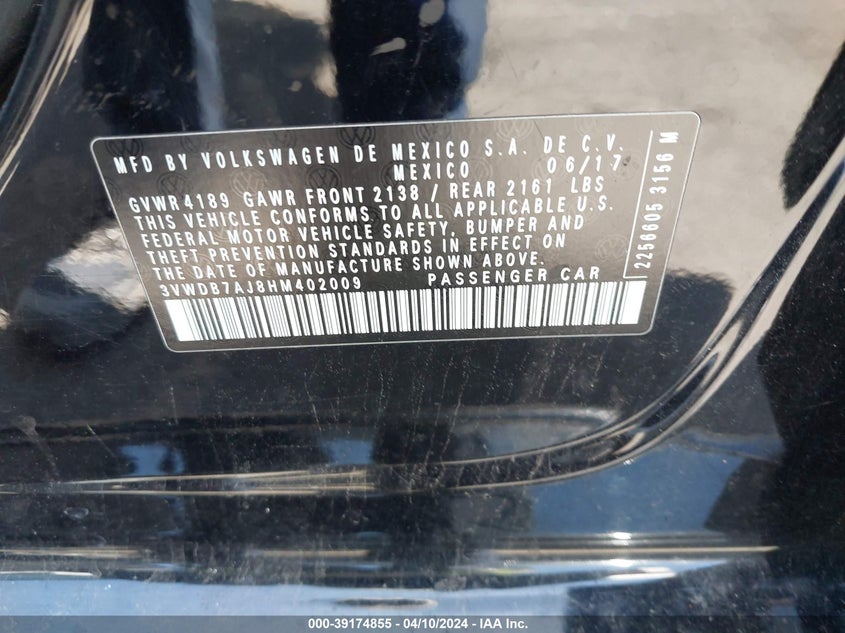 MFD BY VOLKSWAGEN DE MEXICO S.A. DE C.V.
MEXICO 06/17
GVWR4189 GAWR FRONT 2138 / REAR 2161 LBS
THIS VEHICLE CONFORMS TO ALL APPLICABLE U.S.
FEDERAL MOTOR VEHICLE SAFETY, BUMPER AND
THEFT PREVENTION STANDARDS IN EFFECT ON
THE DATE OF MANUFACTURE SHOWN ABOVE.
3VWDB7AJ8HM402009 PASSENGER CAR
2256605 3156 M
000-39174855 - 04/10/2024 - IAA Inc.